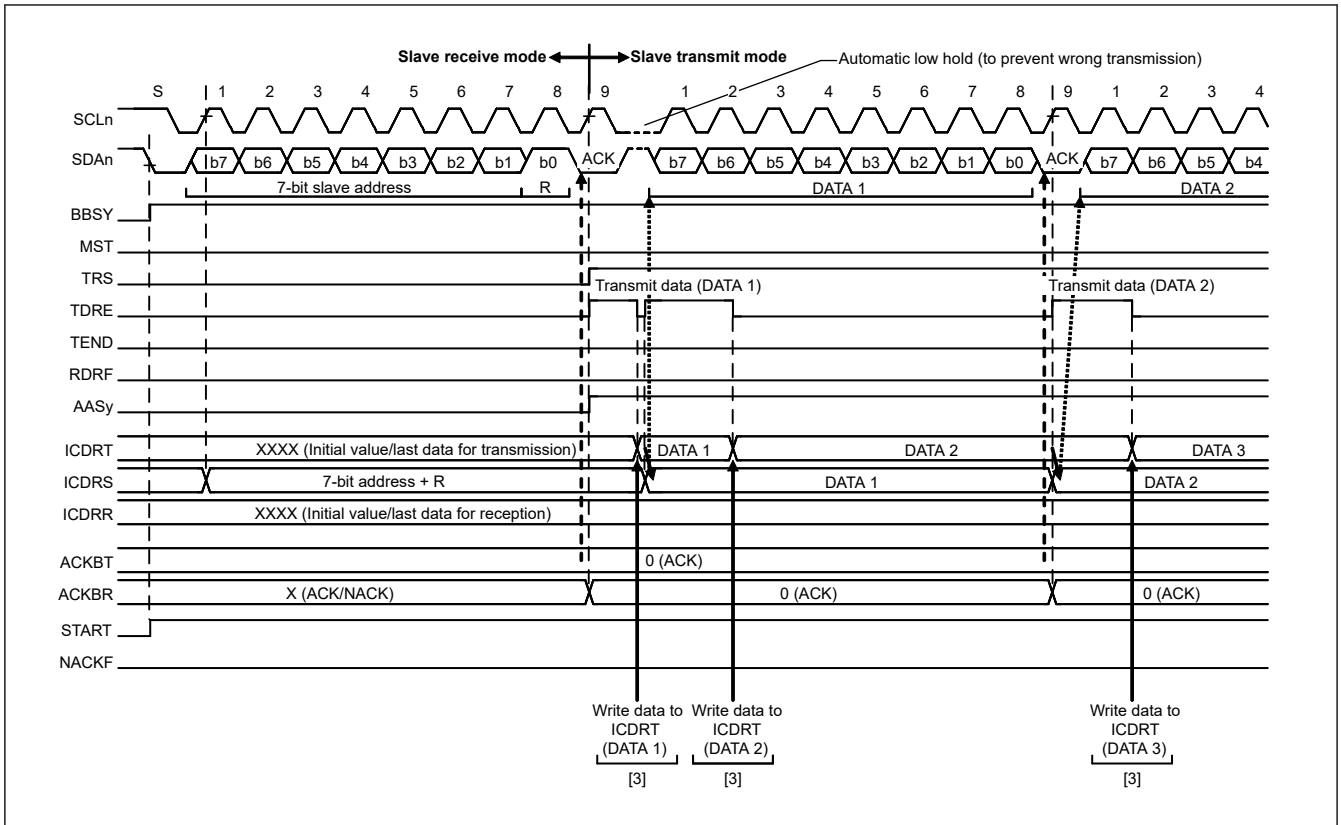 Slave receive mode Slave transmit mode Automatic low hold (to prevent wrong transmission)
S 1 2 3 4 5 6 7 8 9 1 2 3 4 5 6 7 8 9 1 2 3 4
SCLn
SDAn b7 b6 b5 b4 b3 b2 b1 b0 ACK b7 b6 b5 b4 b3 b2 b1 b0 ACK b7 b6 b5 b4
7-bit slave address R DATA 1 DATA 2
BBSY
MST
TRS
Transmit data (DATA 1) Transmit data (DATA 2)
TDRE
TEND
RDRF
AASy
ICDRT XXXX (Initial value/last data for transmission) DATA 1 DATA 2 DATA 3
ICDRS 7-bit address + R DATA 1 DATA 2
ICDRR XXXX (Initial value/last data for reception)
ACKBT 0 (ACK)
ACKBR X (ACK/NACK) 0 (ACK) 0 (ACK)
START
NACKF
Write data to Write data to Write data to
ICDRT ICDRT ICDRT
(DATA 1) (DATA 2) (DATA 3)
[3] [3] [3]